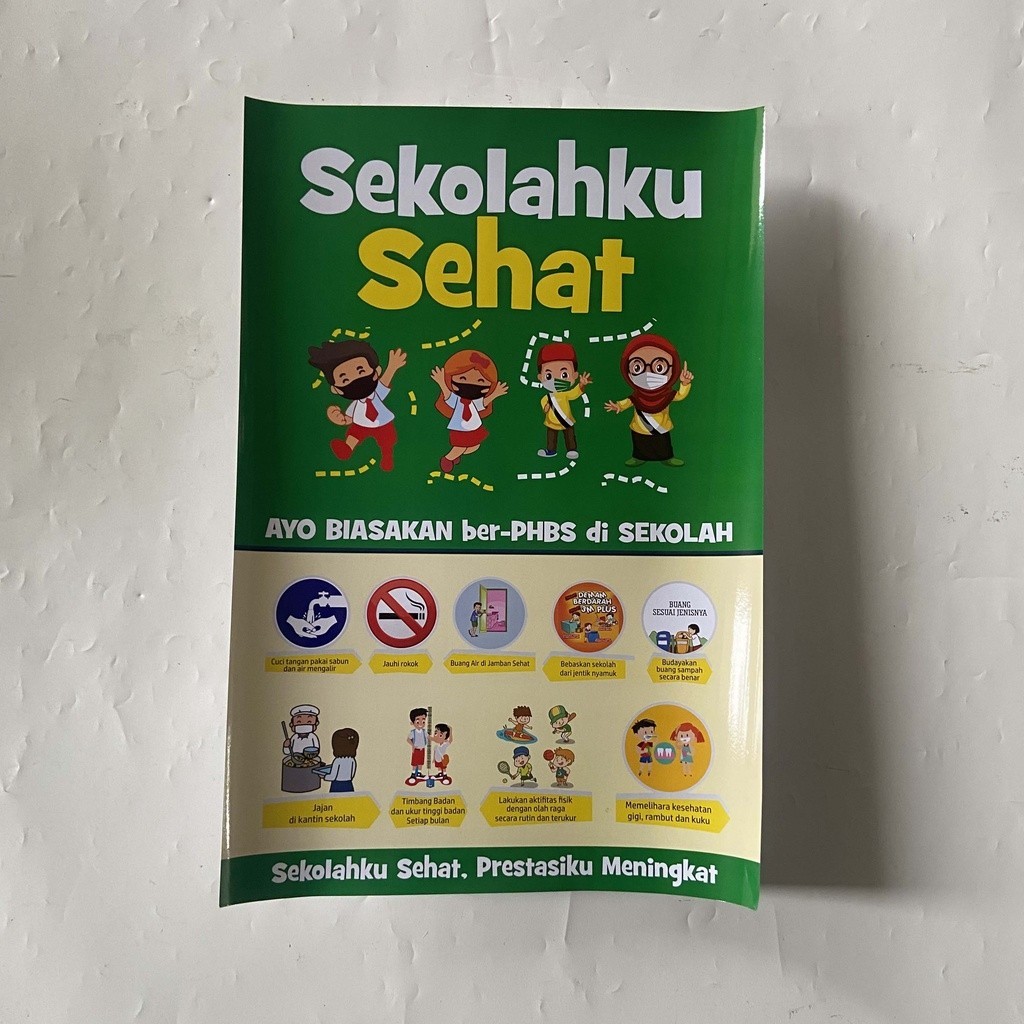 Sekolahku
Sehat
AYO BIASAKAN ber-PHBS di SEKOLAH
Cuci tangan pakai sabun
dan air mengalir
Jauhi rokok
Buang Air di Jamban Sehat
DEMAM
BERDARAH
3M PLUS
Bebaskan sekolah
dari jentik nyamuk
BUANG
SESUAI JENISNYA
Budayakan
buang sampah
secara benar
Jajan
di kantin sekolah
Timbang Badan
dan ukur tinggi badan
Setiap bulan
Lakukan aktifitas fisik
dengan olah raga
secara rutin dan terukur
Memelihara kesehatan
gigi, rambut dan kuku
Sekolahku Sehat, Prestasiku Meningkat